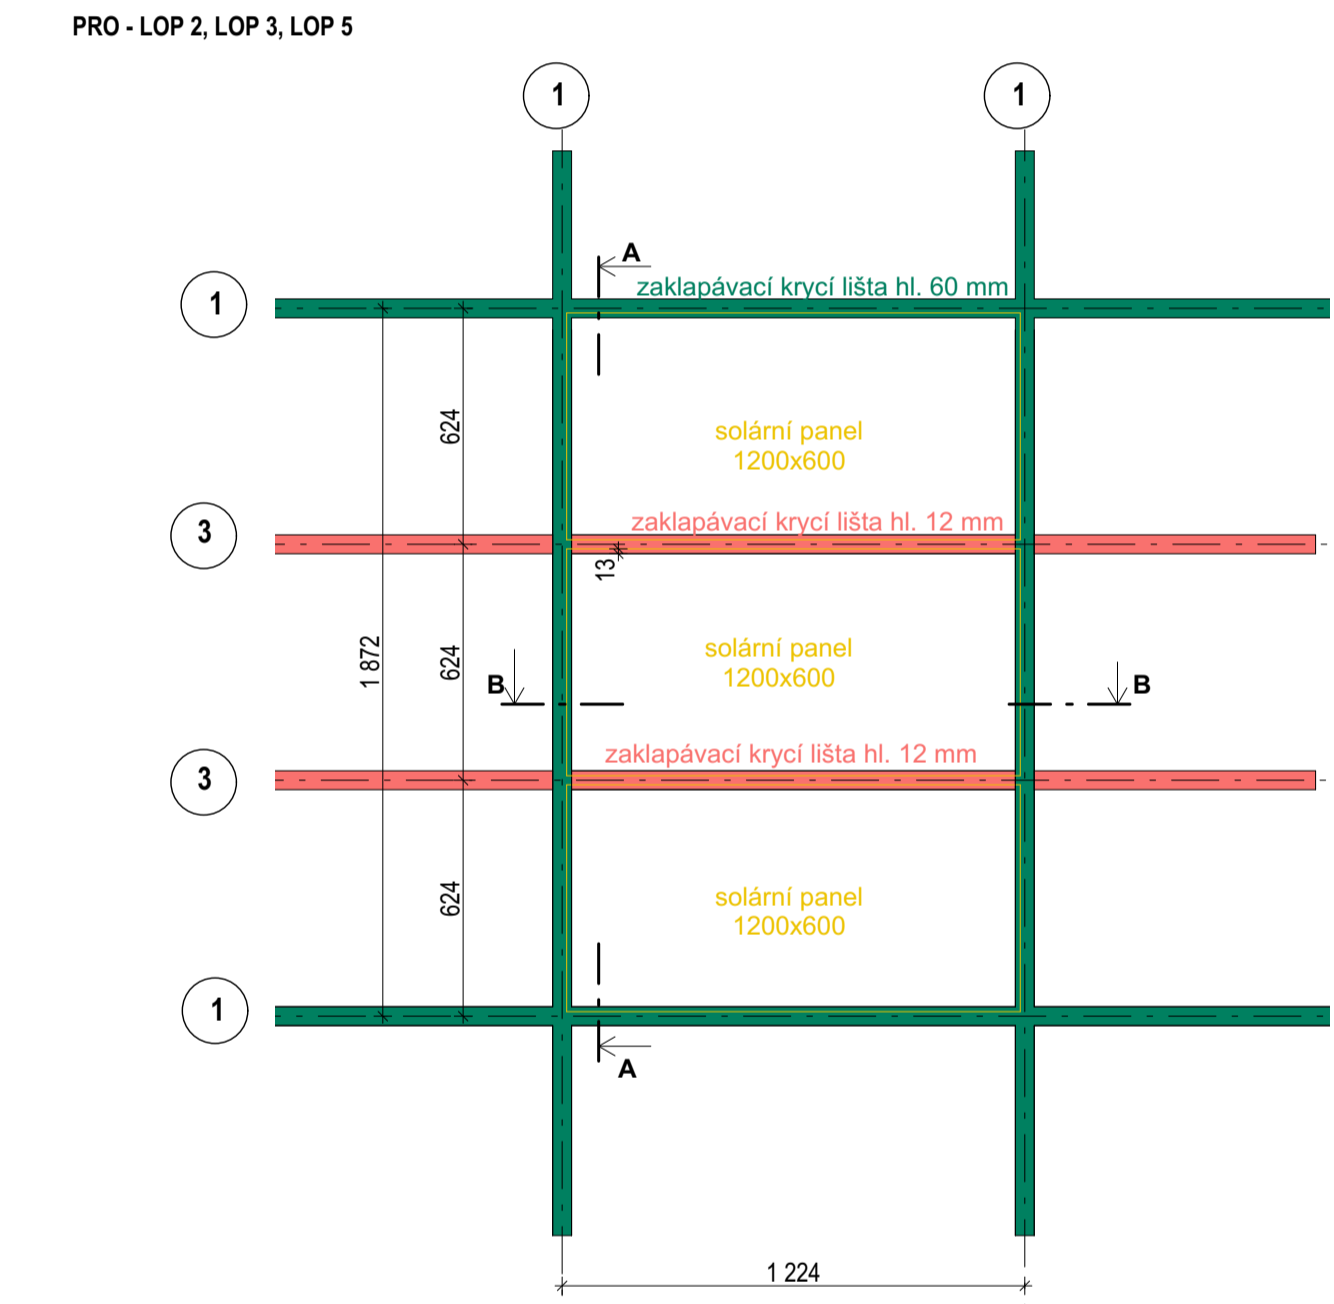 PRO - LOP 2, LOP 3, LOP 5
1
1
A
zaklapávací krycí lišta hl. 60 mm
1
624
solární panel
1200x600
zaklapávací krycí lišta hl. 12 mm
3
13
1 872
624
solární panel
1200x600
B
B
zaklapávací krycí lišta hl. 12 mm
3
624
solární panel
1200x600
1
A
1 224